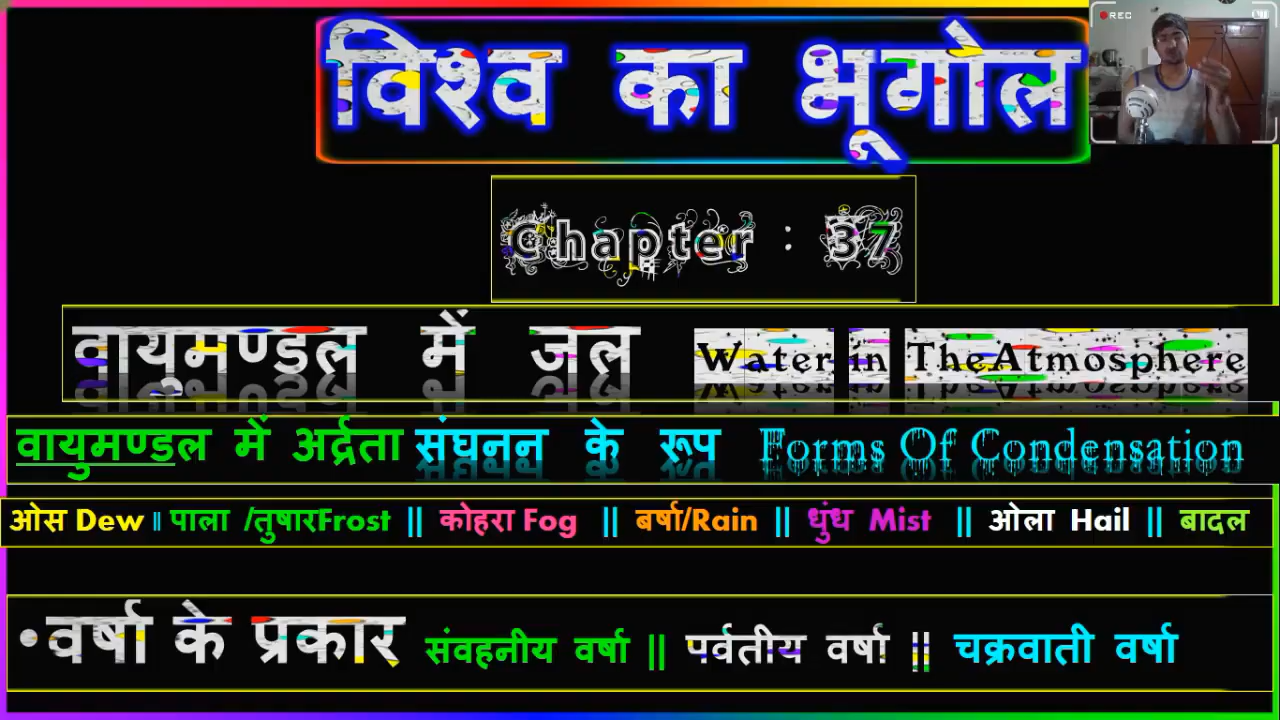 विश्व का भूगोल
REC
Chapter : 37
वायुमण्डल में जल Water in TheAtmosphere
वायुमण्डल में अर्द्रता संघनन के रूप Forms Of Condensation
ओस Dew || पाला /तुषारFrost || कोहरा Fog || बर्षा/Rain || धुंध Mist || ओला Hail || बादल
•वर्षा के प्रकार संवहनीय वर्षा || पर्वतीय वर्षा || चक्रवाती वर्षा